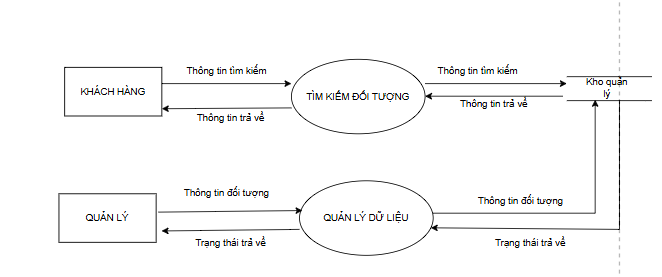 Thông tin tìm kiếm
Thông tin tìm kiếm
KHÁCH HÀNG
TÌM KIẾM ĐỐI TƯỢNG
Kho quản
lý
Thông tin trả về
Thông tin trả về
Thông tin đối tượng
Thông tin đối tượng
QUẢN LÝ
QUẢN LÝ DỮ LIỆU
Trạng thái trả về
Trạng thái trả về